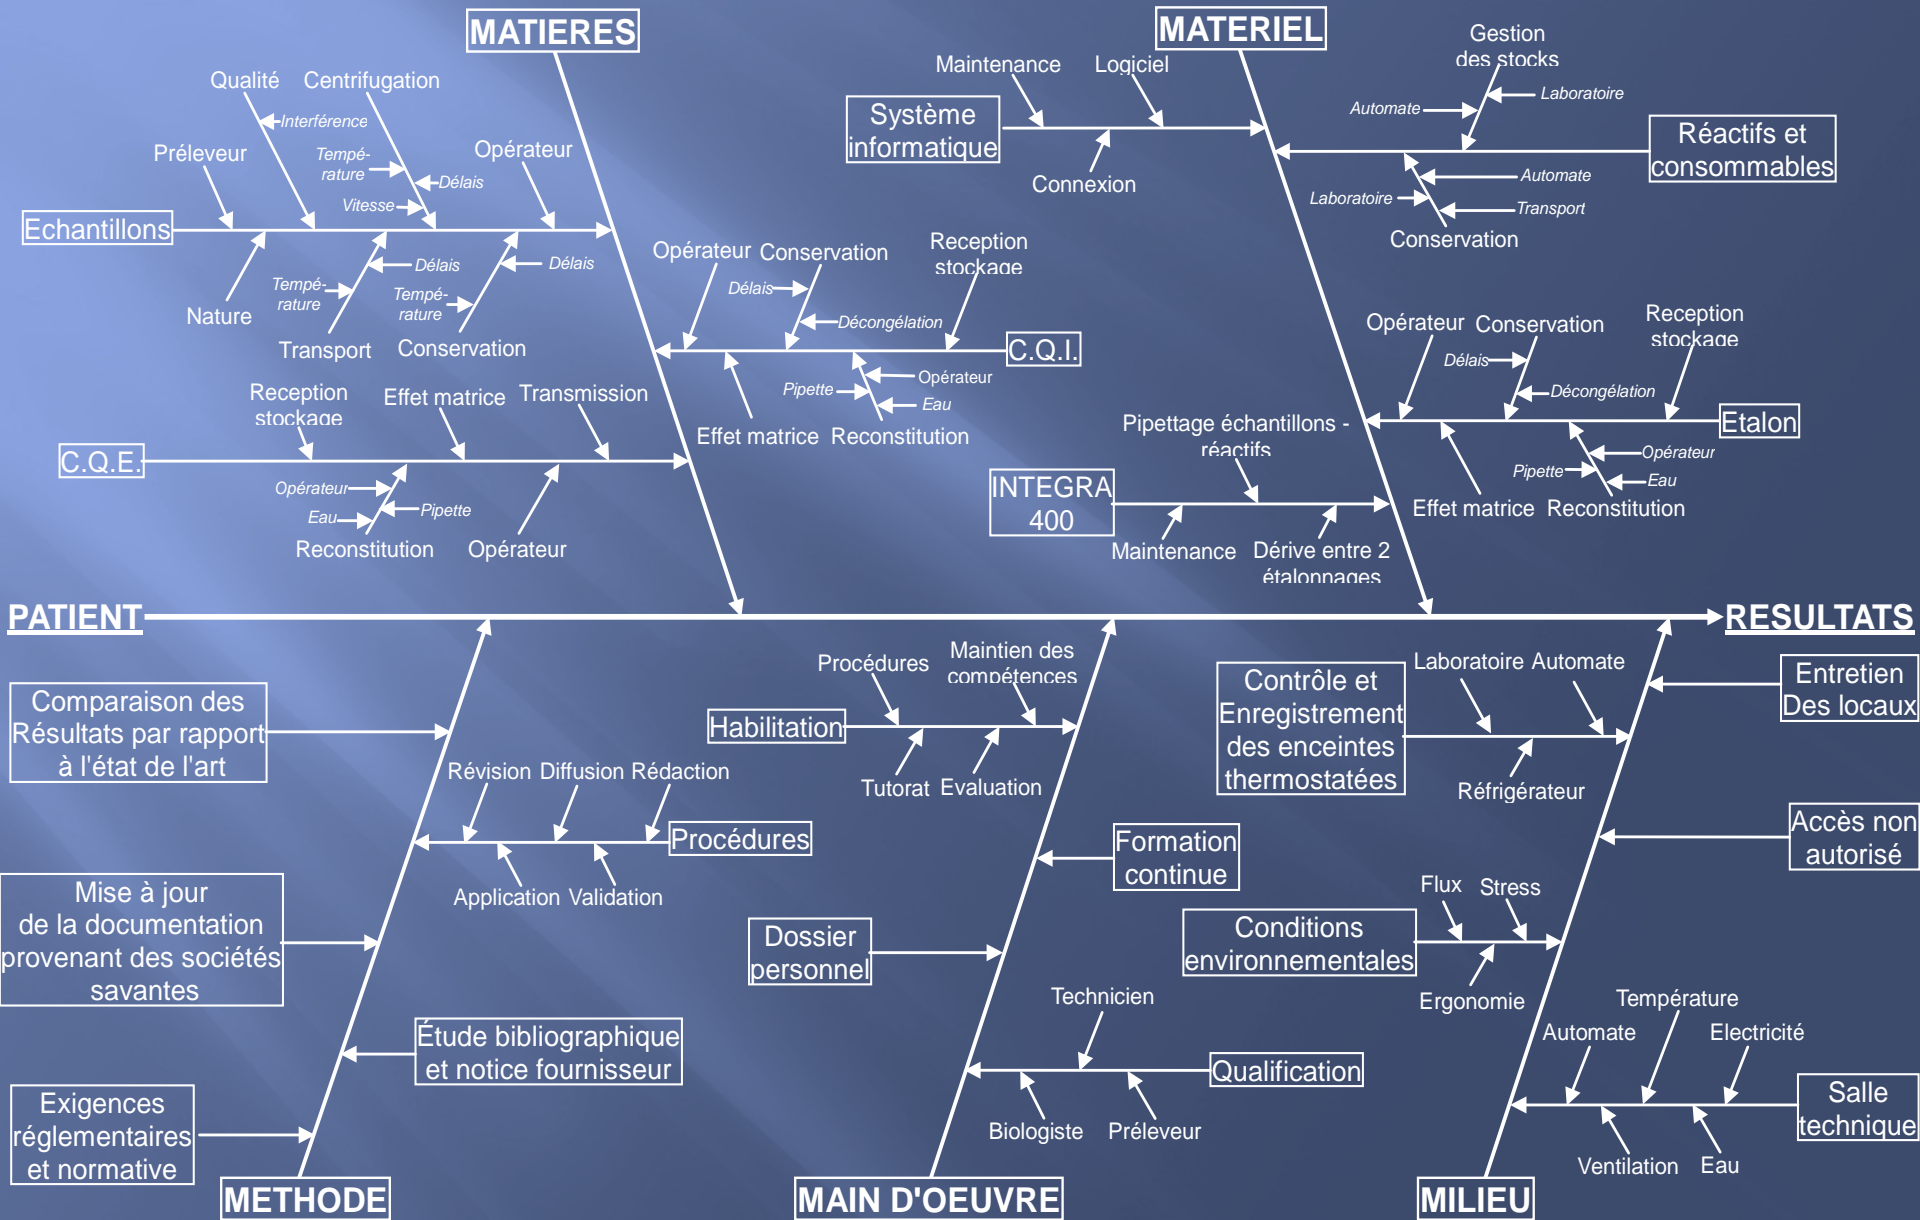 MATIERES
MATERIEL
Qualité
Centrifugation
Interférence
Préleveur
Tempé-
rature
Délais
Vitesse
Opérateur
Echantillons
Nature
Tempé-
rature
Délais
Transport
Tempé-
rature
Délais
Conservation
Opérateur
Conservation
Reception
stockage
Délais
Décongélation
C.Q.I.
Effet matrice
Pipette
Opérateur
Eau
Reconstitution
Reception
stockage
Effet matrice
Transmission
C.Q.E.
Opérateur
Pipette
Eau
Reconstitution
Opérateur
Maintenance
Logiciel
Système
informatique
Connexion
Gestion
des stocks
Automate
Laboratoire
Réactifs et
consommables
Automate
Laboratoire
Transport
Conservation
Opérateur
Conservation
Reception
stockage
Délais
Décongélation
Etalon
Effet matrice
Opérateur
Pipette
Eau
Reconstitution
Pipettage échantillons -
réactifs
INTEGRA
400
Maintenance
Dérive entre 2
étalonnages
PATIENT
RESULTATS
Comparaison des
Résultats par rapport
à l'état de l'art
Révision
Diffusion
Rédaction
Procédures
Application
Validation
Mise à jour
de la documentation
provenant des sociétés
savantes
Étude bibliographique
et notice fournisseur
Exigences
réglementaires
et normative
METHODE
Procédures
Maintien des
compétences
Habilitation
Tutorat
Evaluation
Formation
continue
Dossier
personnel
Technicien
Qualification
Biologiste
Préleveur
MAIN D'OEUVRE
Laboratoire
Automate
Contrôle et
Enregistrement
des enceintes
thermostatées
Réfrigérateur
Entretien
Des locaux
Accès non
autorisé
Flux
Stress
Conditions
environnementales
Ergonomie
Température
Automate
Electricité
Salle
technique
Ventilation
Eau
MILIEU